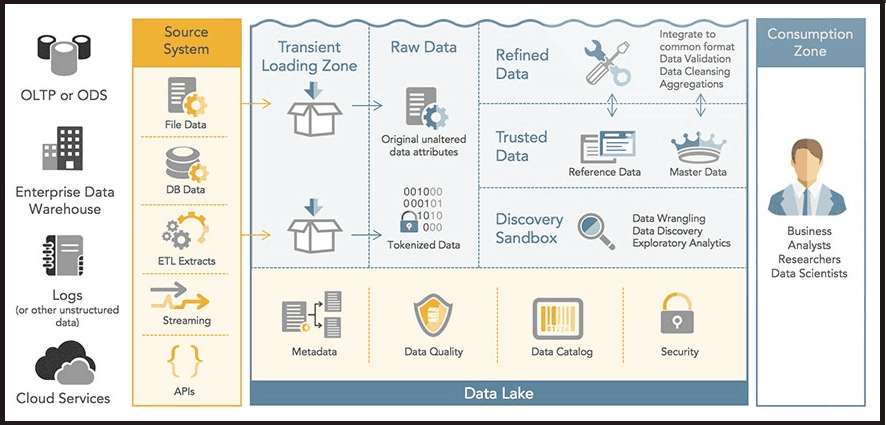 OLTP or ODS
Enterprise Data
Warehouse
Logs
(or other unstructured
data)
Cloud Services
Source
System
File Data
DB Data
ETL Extracts
Streaming
{ }
APIs
Transient
Loading Zone
Raw Data
Original unaltered
data attributes
001000
000101
1010
000
Tokenized Data
Refined
Data
Integrate to
common format
Data Validation
Data Cleansing
Aggregations
Trusted
Data
Reference Data
Master Data
Discovery
Sandbox
Data Wrangling
Data Discovery
Exploratory Analytics
Metadata
Data Quality
01234
Data Catalog
Security
Data Lake
Consumption
Zone
Business
Analysts
Researchers
Data Scientists